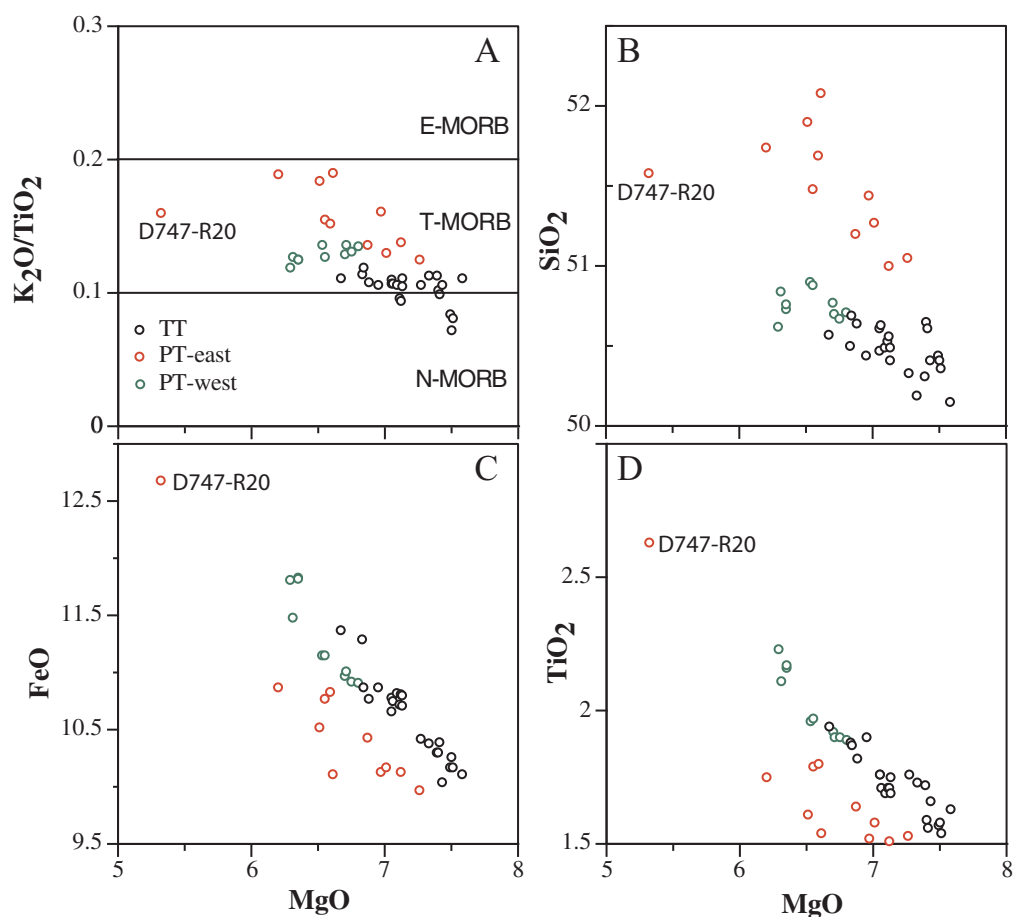 A
0.3
0.2
0.1
0
K2O/TiO2
E-MORB
T-MORB
N-MORB
D747-R20
TT
PT-east
PT-west
B
52
51
50
SiO2
D747-R20
C
12.5
11.5
10.5
9.5
FeO
D747-R20
5 6 7 8
MgO
D
2.5
2
1.5
TiO2
D747-R20
5 6 7 8
MgO